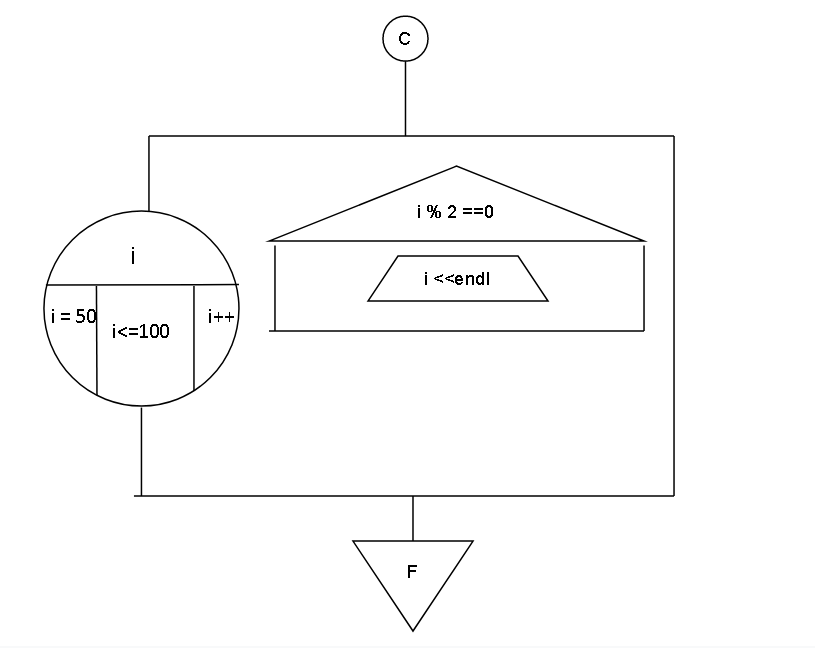 C
i % 2 ==0
i
i <<endl
i = 50
i<=100
i++
F